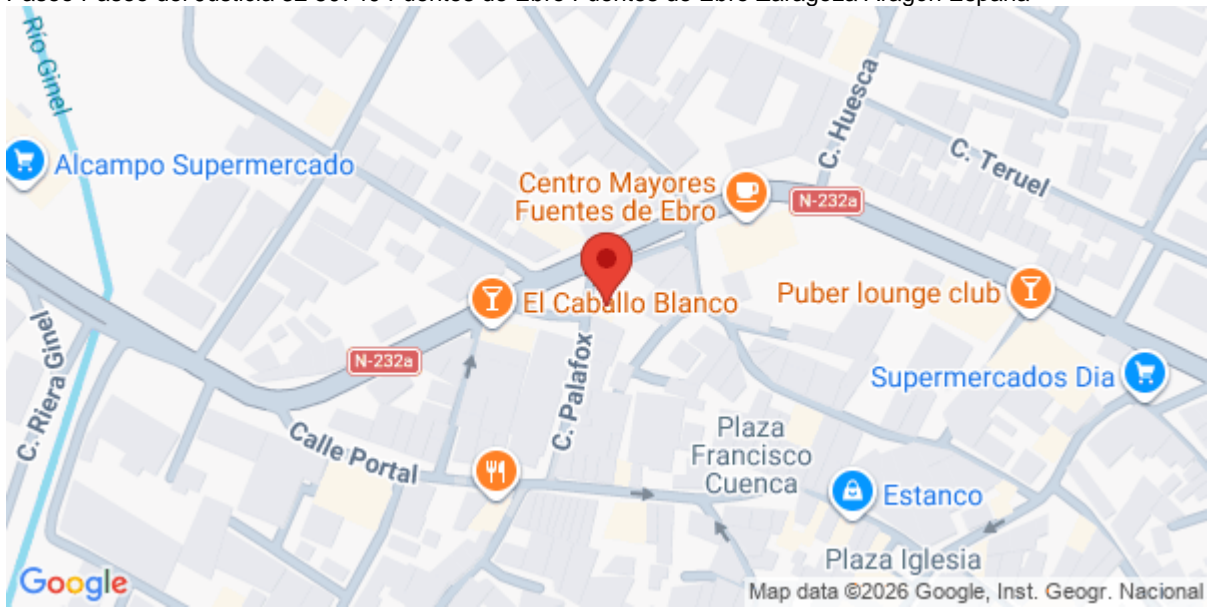 Río Ginel
Alcampo Supermercado
Centro Mayores
Fuentes de Ebro
N-232a
C. Huesca
C. Teruel
El Caballo Blanco
Puber lounge club
N-232a
C. Riera Ginel
C. Palafox
Supermercados Dia
Calle Portal
Plaza
Francisco
Cuenca
Estanco
Plaza Iglesia
Google
Map data ©2026 Google, Inst. Geogr. Nacional